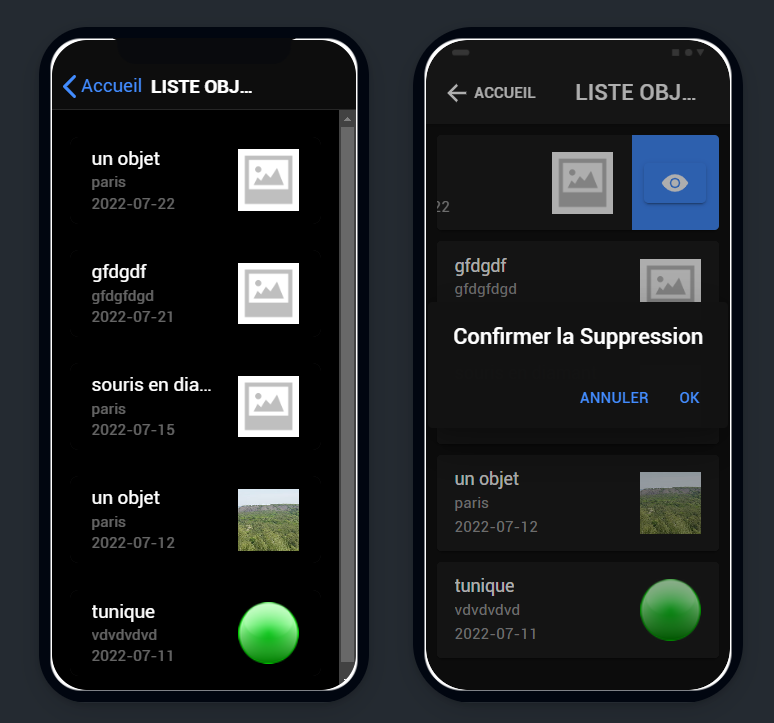 Accueil LISTE OBJ...
un objet
paris
2022-07-22
gfdgdf
gfdgfdgd
2022-07-21
souris en dia...
paris
2022-07-15
un objet
paris
2022-07-12
tunique
vdvdvdvd
2022-07-11
ACCUEIL LISTE OBJ...
22
gfdgdf
gfdgfdgd
Confirmer la Suppression
ANNULER OK
un objet
paris
2022-07-12
tunique
vdvdvdvd
2022-07-11